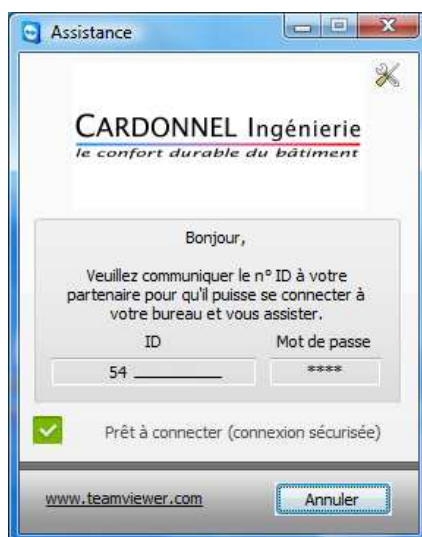 Assistance
CARDONNEL Ingénierie
le confort durable du bâtiment
Bonjour,
Veuillez communiquer le n° ID à votre
partenaire pour qu'il puisse se connecter à
votre bureau et vous assister.
ID Mot de passe
54 _________ ****
Prêt à connecter (connexion sécurisée)
www.teamviewer.com Annuler